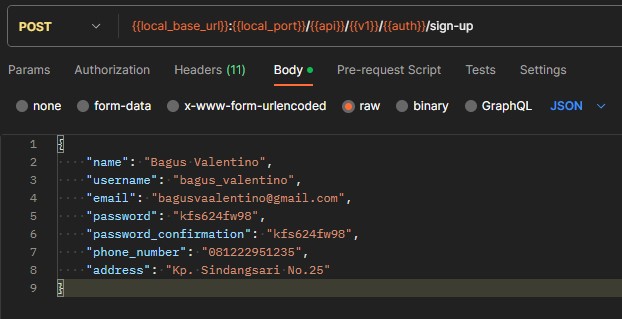 POST {{local_base_url}}:{{local_port}}/{{api}}/{{v1}}/{{auth}}/sign-up
Params Authorization Headers (11) Body Pre-request Script Tests Settings
none form-data x-www-form-urlencoded raw binary GraphQL JSON
1 {
2 "name": "Bagus Valentino",
3 "username": "bagus_valentino",
4 "email": "bagusvaalentino@gmail.com",
5 "password": "kfs624fw98",
6 "password_confirmation": "kfs624fw98",
7 "phone_number": "081222951235",
8 "address": "Kp. Sindangsari No.25"
9 }